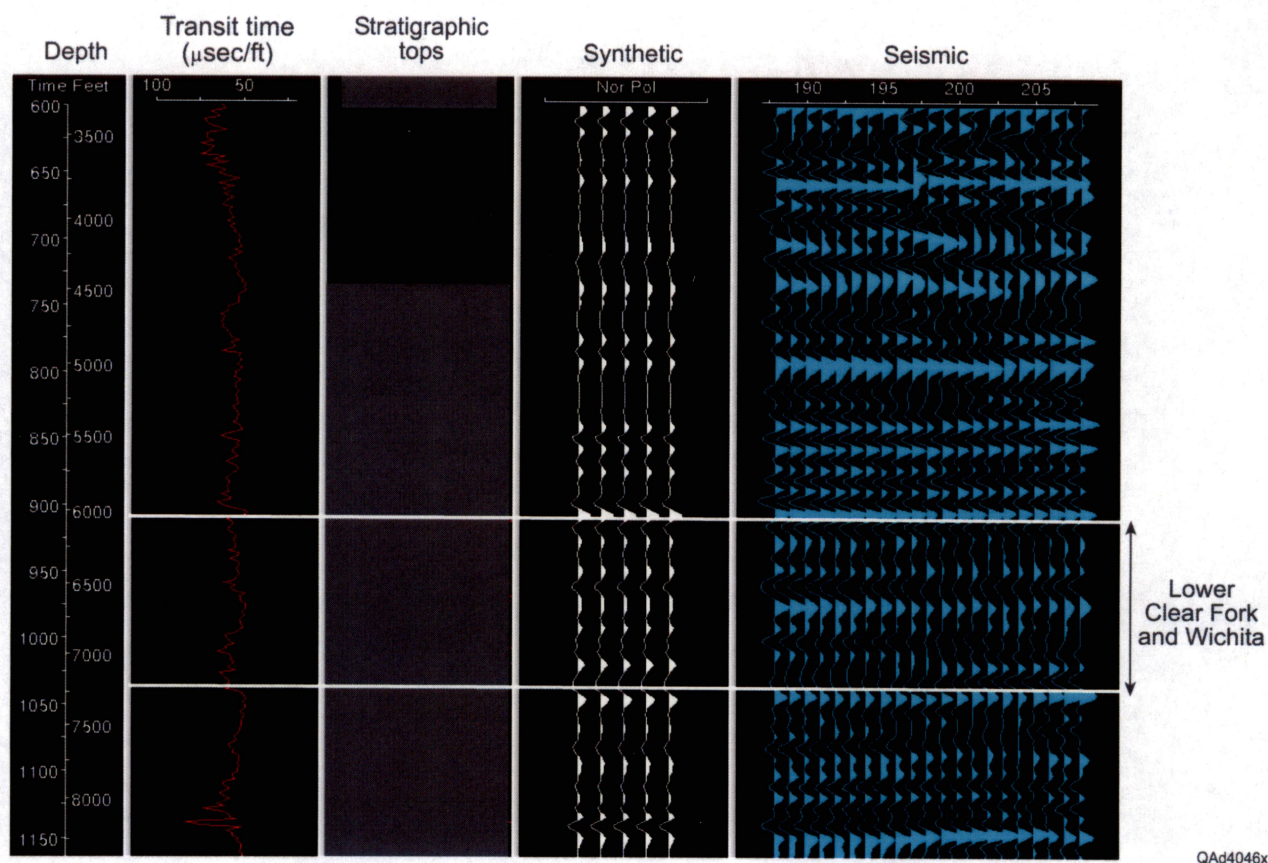 Depth
Transit time
(μsec/ft)
Stratigraphic
tops
Synthetic
Seismic
Time Feet
100 50
Nor Pol
190 195 200 205
600
3500
650
4000
700
4500
750
5000
800
850 5500
900 6000
950 6500
1000
7000
1050
7500
1100
8000
1150
Lower
Clear Fork
and Wichita
QAd4046x